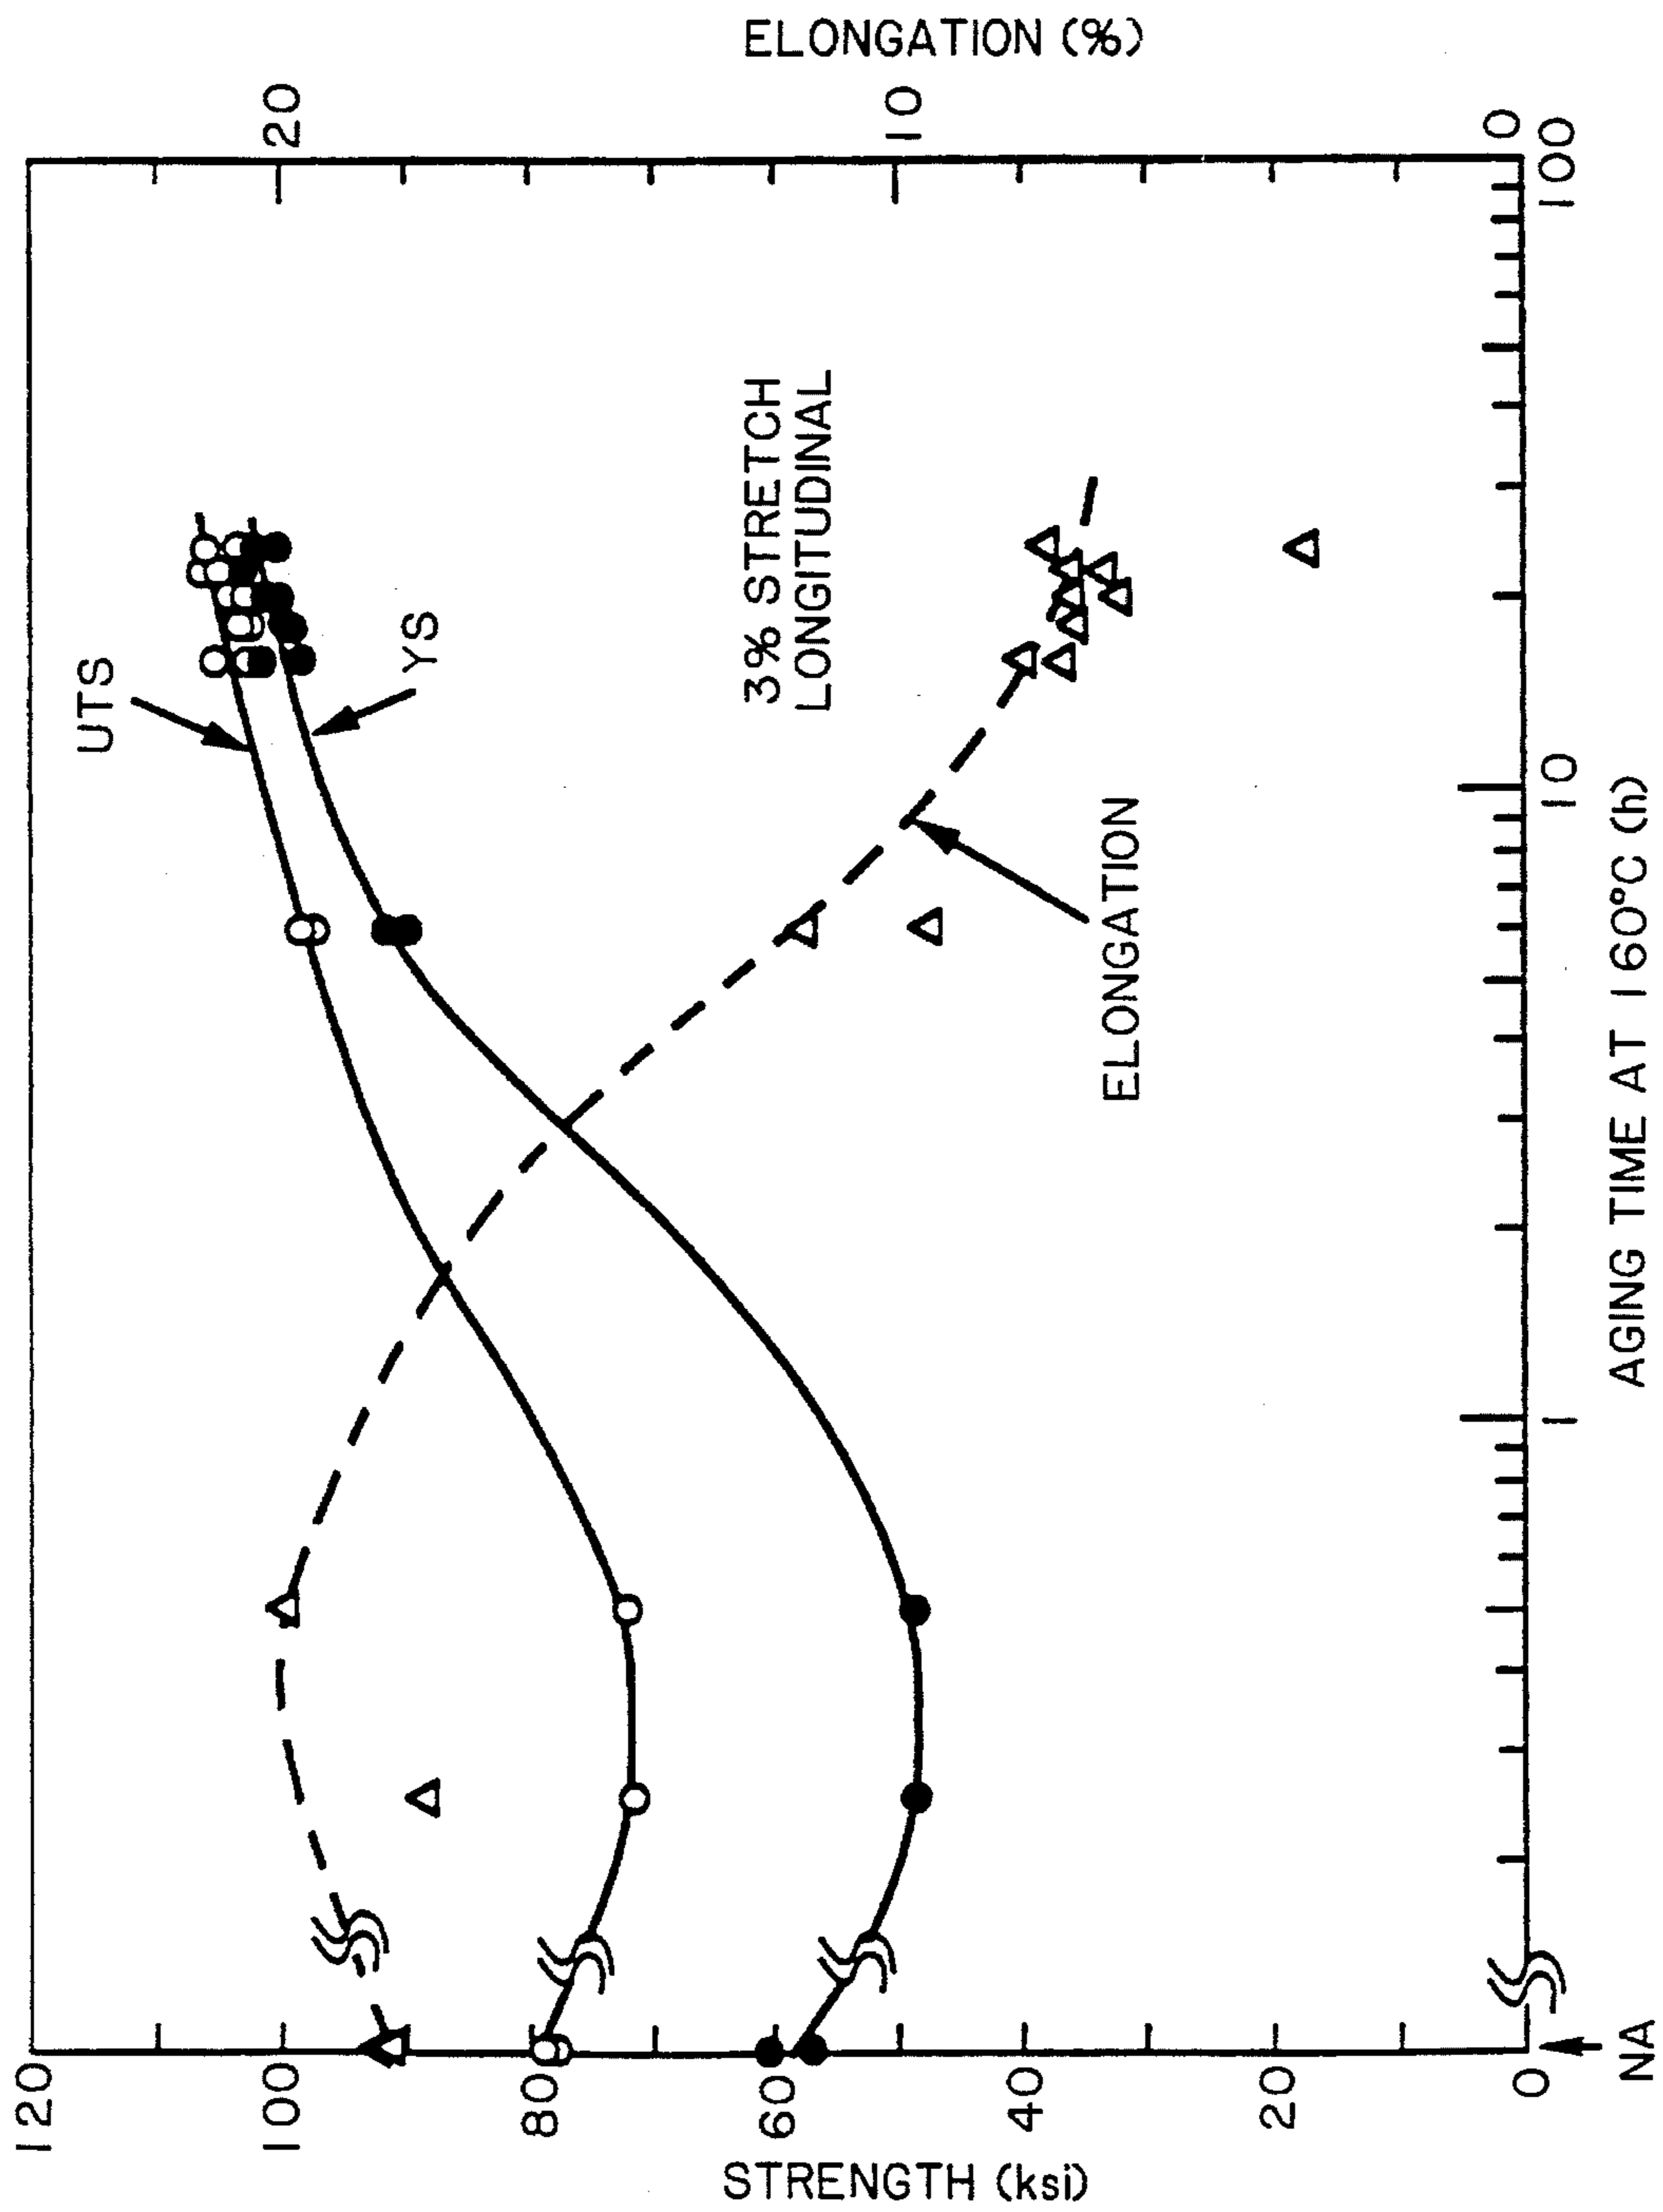 120
100
80
60
40
20
0
STRENGTH (ksi)
UTS
YS
3% STRETCH
LONGITUDINAL
ELONGATION
20
10
0
ELONGATION (%)
NA
1
10
100
AGING TIME AT 160°C (h)